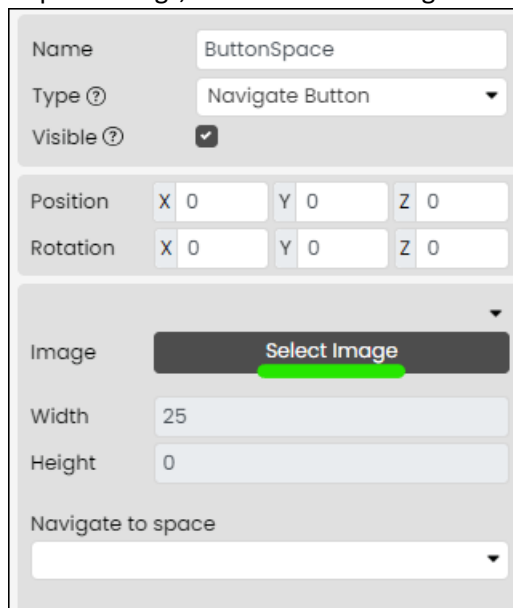 Name ButtonSpace
Type ? Navigate Button
Visible ?
Position X 0 Y 0 Z 0
Rotation X 0 Y 0 Z 0
Image Select Image
Width 25
Height 0
Navigate to space